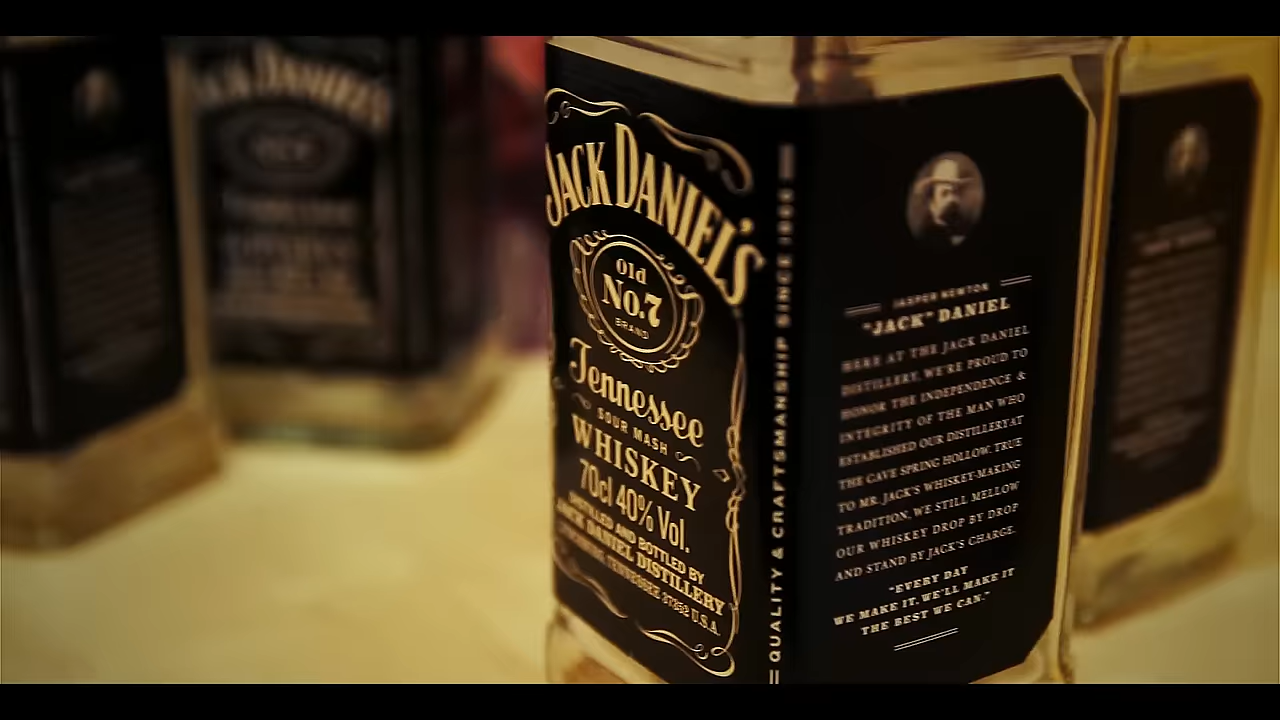 JACK DANIEL'S
Old
No.7
BRAND
Tennessee
SOUR MASH
WHISKEY
70cl 40% Vol.
DISTILLED AND BOTTLED BY
JACK DANIEL DISTILLERY
TENNESSEE 37352 U.S.A.
QUALITY & CRAFTSMANSHIP SINCE 1866
JASPER NEWTON
"JACK" DANIEL
HERE AT THE JACK DANIEL
DISTILLERY, WE'RE PROUD TO
HONOR THE INDEPENDENCE &
INTEGRITY OF THE MAN WHO
ESTABLISHED OUR DISTILLERY AT
THE CAVE SPRING HOLLOW. TRUE
TO MR. JACK'S WHISKEY-MAKING
TRADITION, WE STILL MELLOW
OUR WHISKEY DROP BY DROP
AND STAND BY JACK'S CHARGE,
"EVERY DAY
WE MAKE IT, WE'LL MAKE IT
THE BEST WE CAN."
JACK DANIEL'S